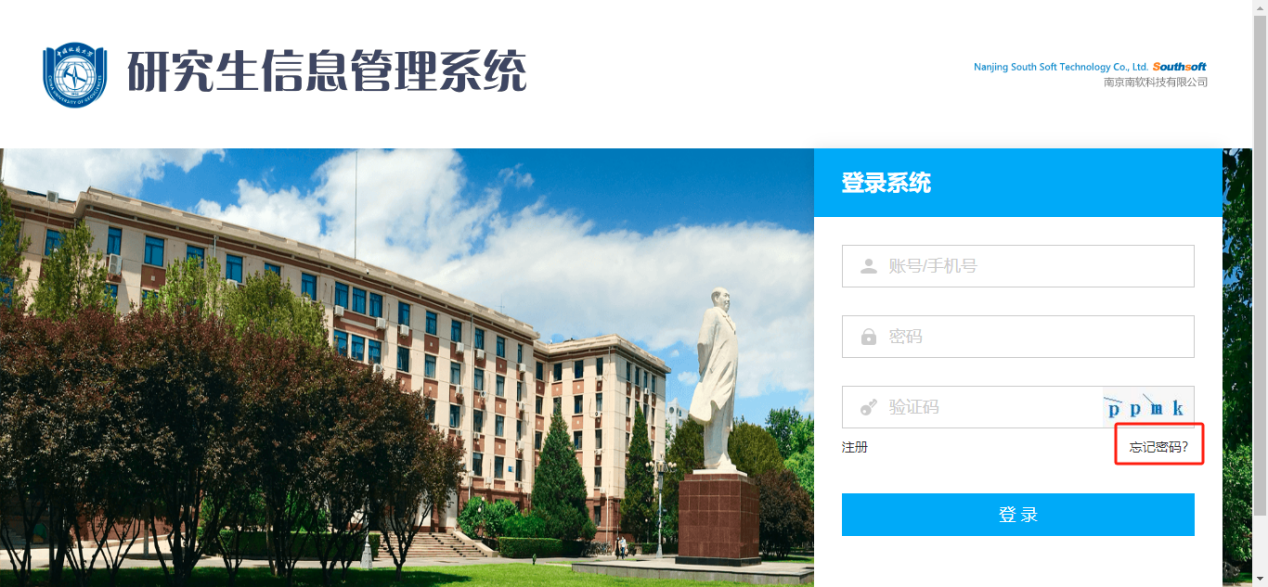 研究生信息管理系统
Nanjing South Soft Technology Co., Ltd. Southsoft
南京南软科技有限公司
登录系统
账号/手机号
密码
验证码
ppmk
注册
忘记密码?
登 录